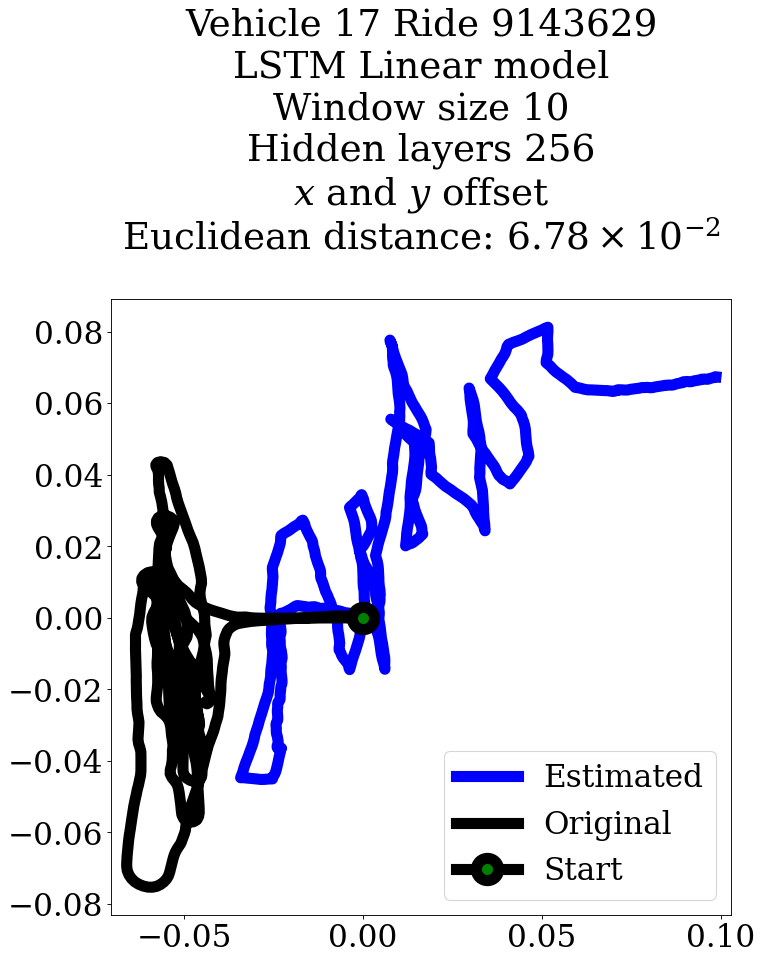 Vehicle 17 Ride 9143629
LSTM Linear model
Window size 10
Hidden layers 256
x and y offset
Euclidean distance: 6.78 × 10⁻²
0.08
0.06
0.04
0.02
0.00
−0.02
−0.04
−0.06
−0.08
Estimated
Original
Start
−0.05 0.00 0.05 0.10